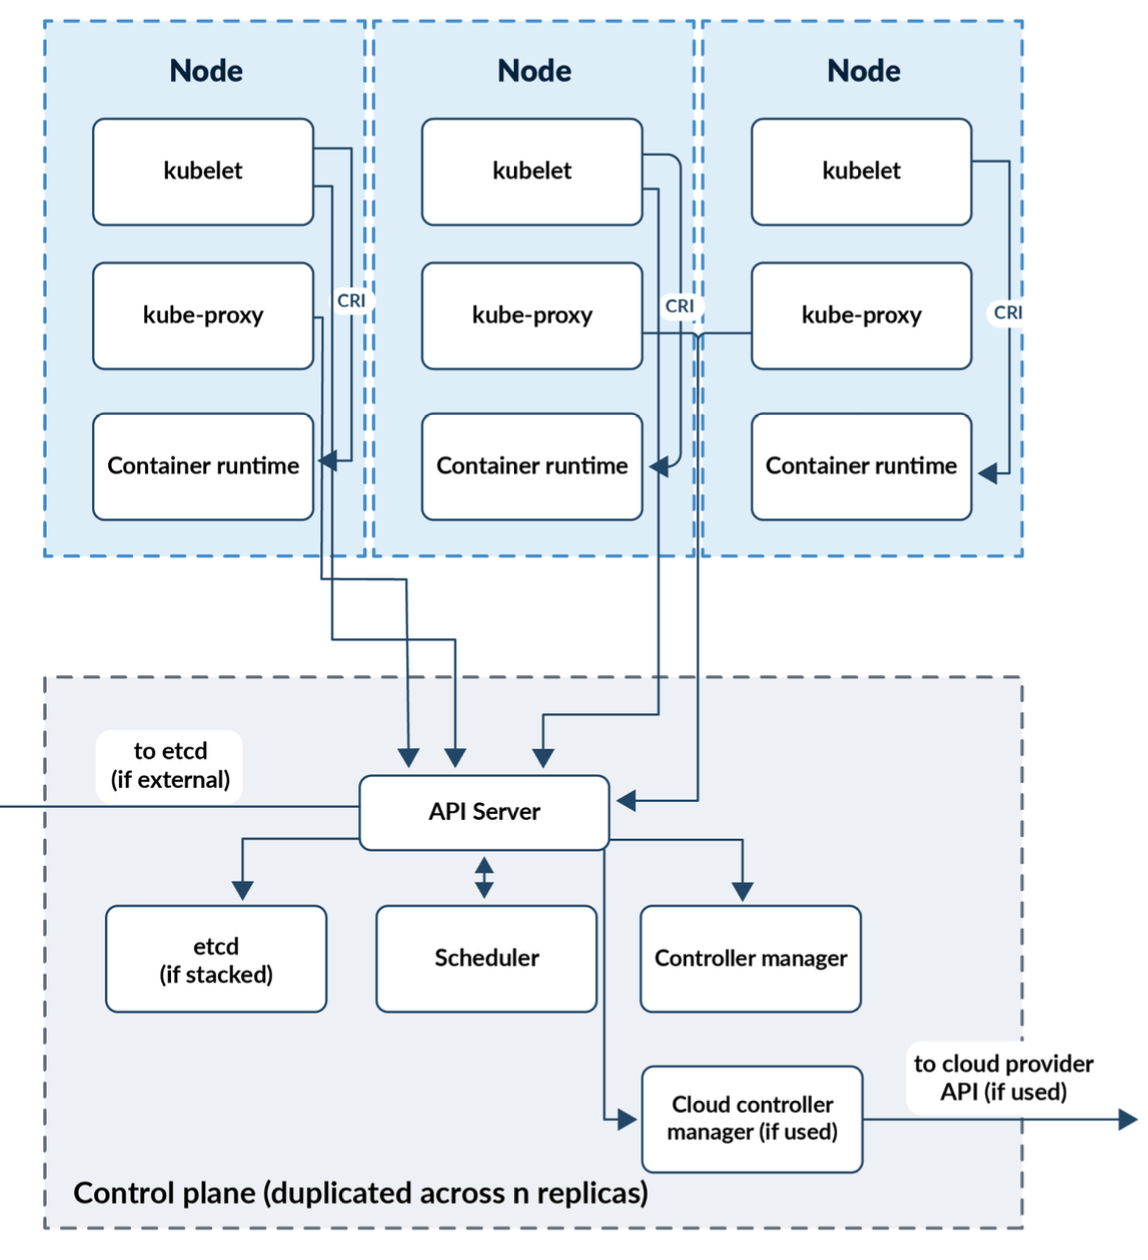 Node
Node
Node
kubelet
kubelet
kubelet
CRI
CRI
CRI
kube-proxy
kube-proxy
kube-proxy
Container runtime
Container runtime
Container runtime
to etcd
(if external)
API Server
etcd
(if stacked)
Scheduler
Controller manager
to cloud provider
API (if used)
Cloud controller
manager (if used)
Control plane (duplicated across n replicas)